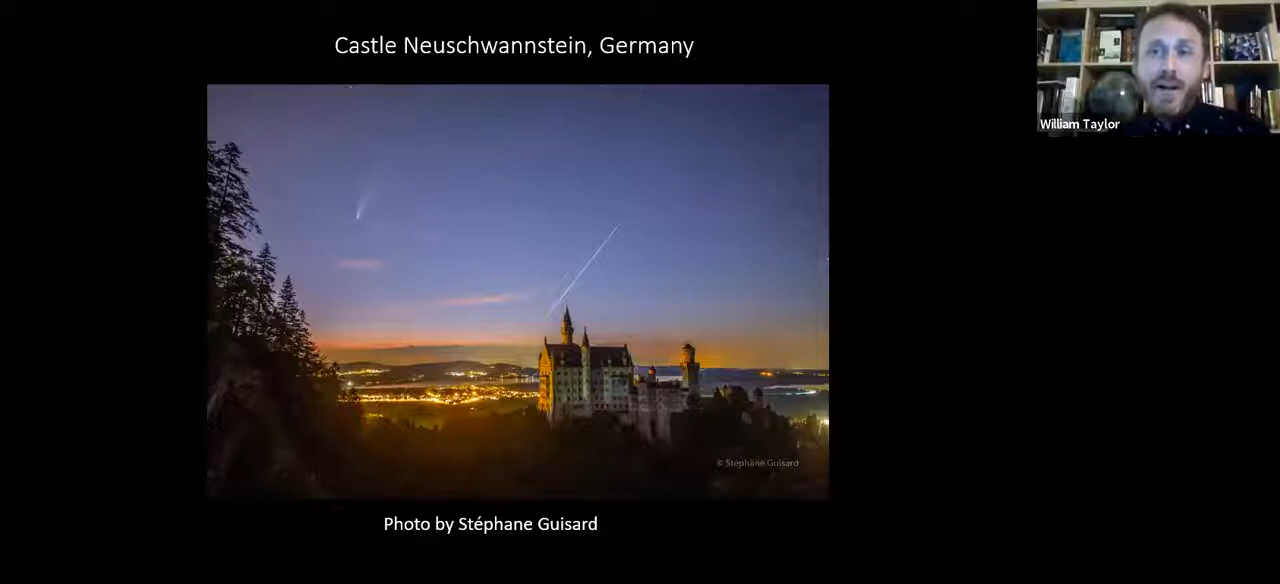 Castle Neuschwannstein, Germany
William Taylor
© Stéphane Guisard
Photo by Stéphane Guisard